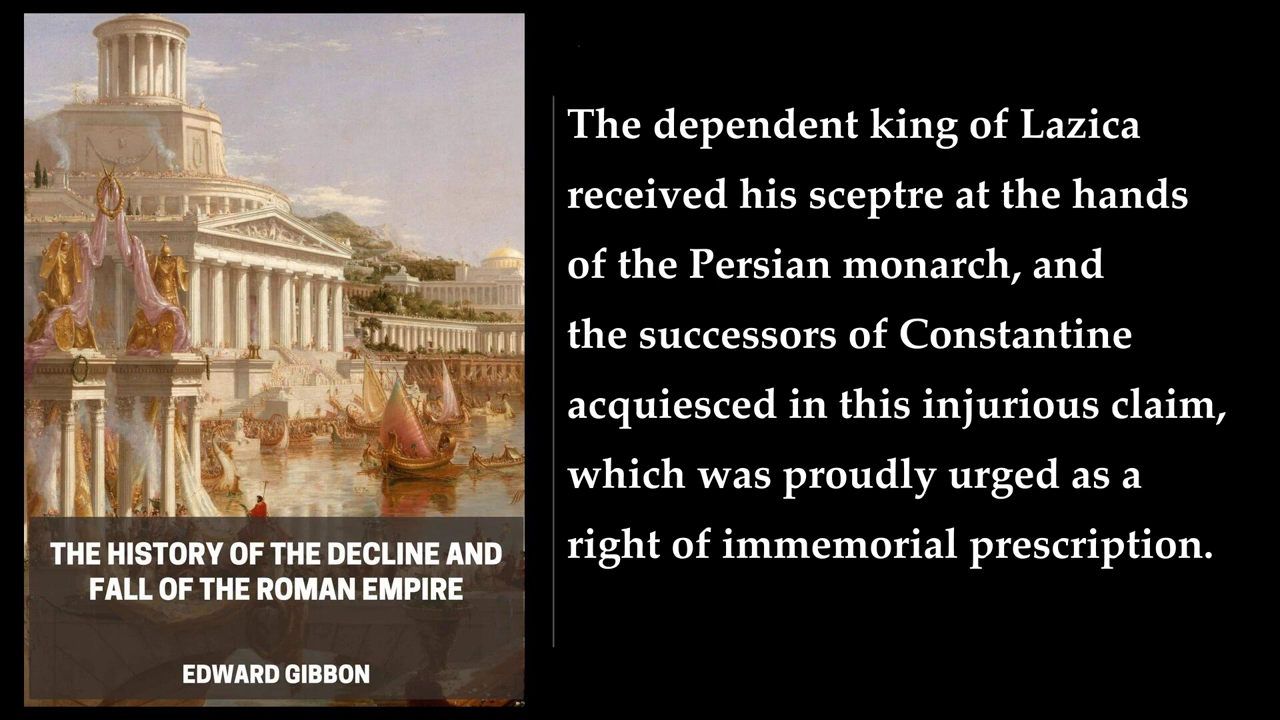 THE HISTORY OF THE DECLINE AND
FALL OF THE ROMAN EMPIRE
EDWARD GIBBON
The dependent king of Lazica
received his sceptre at the hands
of the Persian monarch, and
the successors of Constantine
acquiesced in this injurious claim,
which was proudly urged as a
right of immemorial prescription.